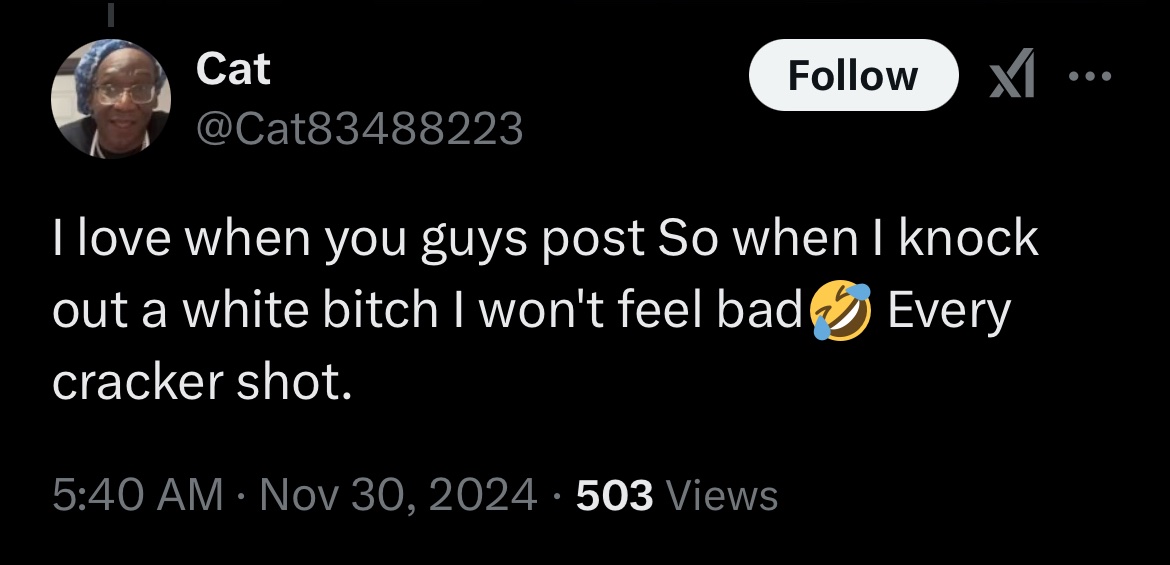 Cat
@Cat83488223
Follow
I love when you guys post So when I knock
out a white bitch I won't feel bad🤣 Every
cracker shot.
5:40 AM · Nov 30, 2024 · 503 Views